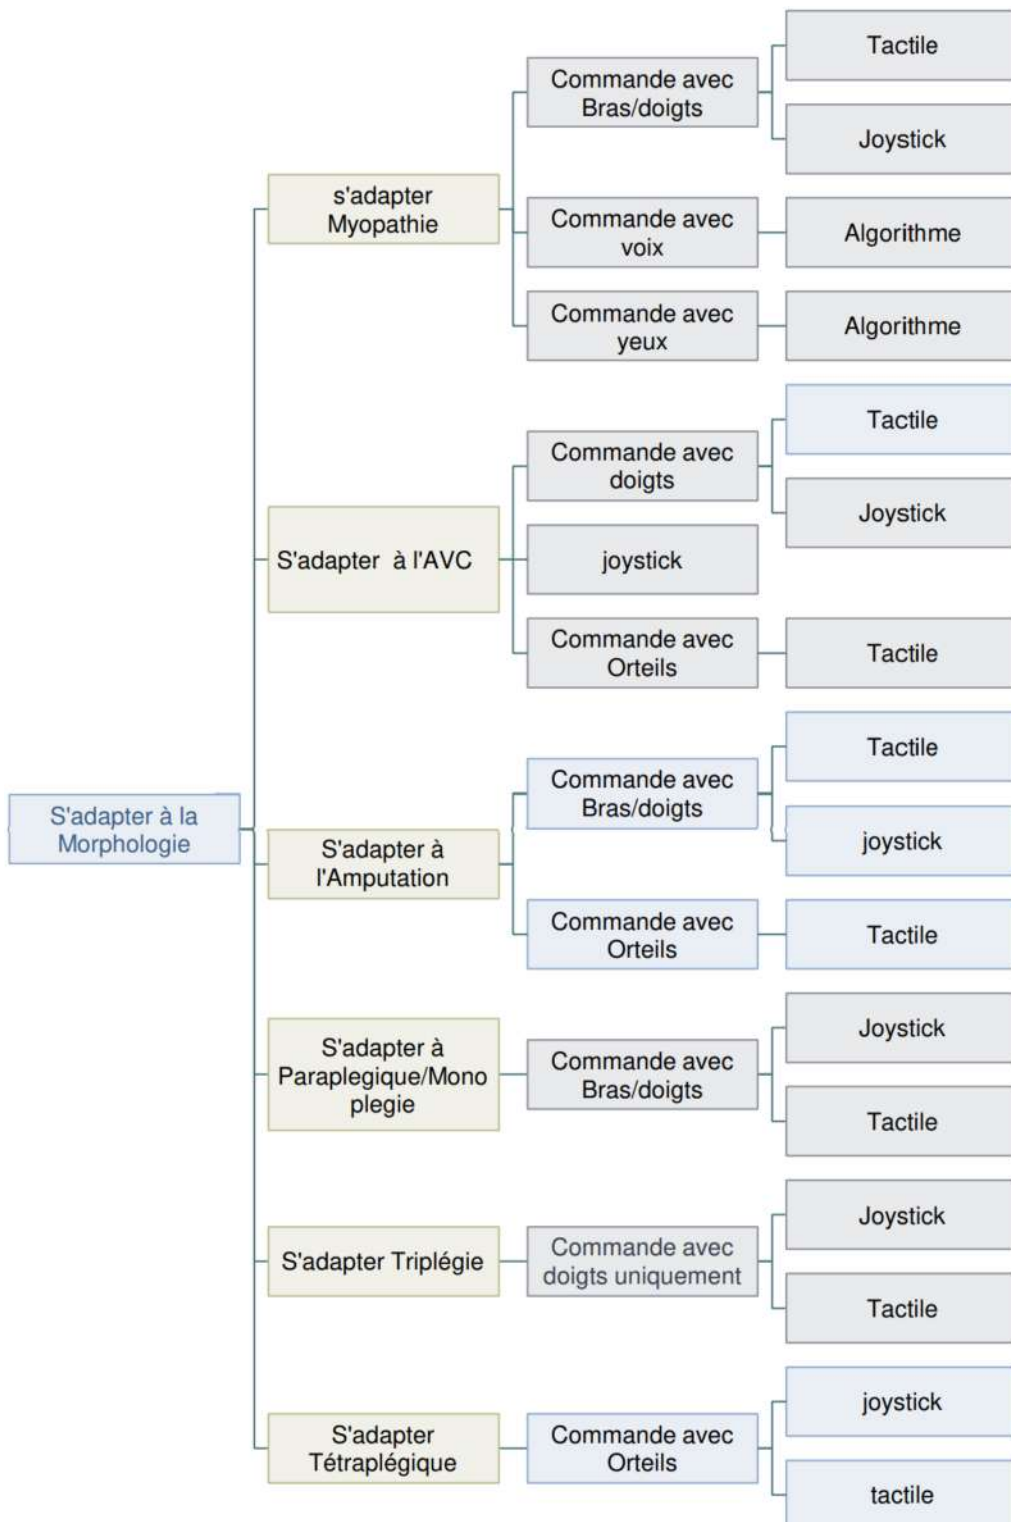 S'adapter à la
Morphologie
s'adapter
Myopathie
Commande avec
Bras/doigts
Tactile
Joystick
Commande avec
voix
Algorithme
Commande avec
yeux
Algorithme
S'adapter à l'AVC
Commande avec
doigts
Tactile
Joystick
joystick
Commande avec
Orteils
Tactile
S'adapter à
l'Amputation
Commande avec
Bras/doigts
Tactile
joystick
Commande avec
Orteils
Tactile
S'adapter à
Paraplegique/Mono
plegie
Commande avec
Bras/doigts
Joystick
Tactile
S'adapter Triplégie
Commande avec
doigts uniquement
Joystick
Tactile
S'adapter
Tétraplégique
Commande avec
Orteils
joystick
tactile